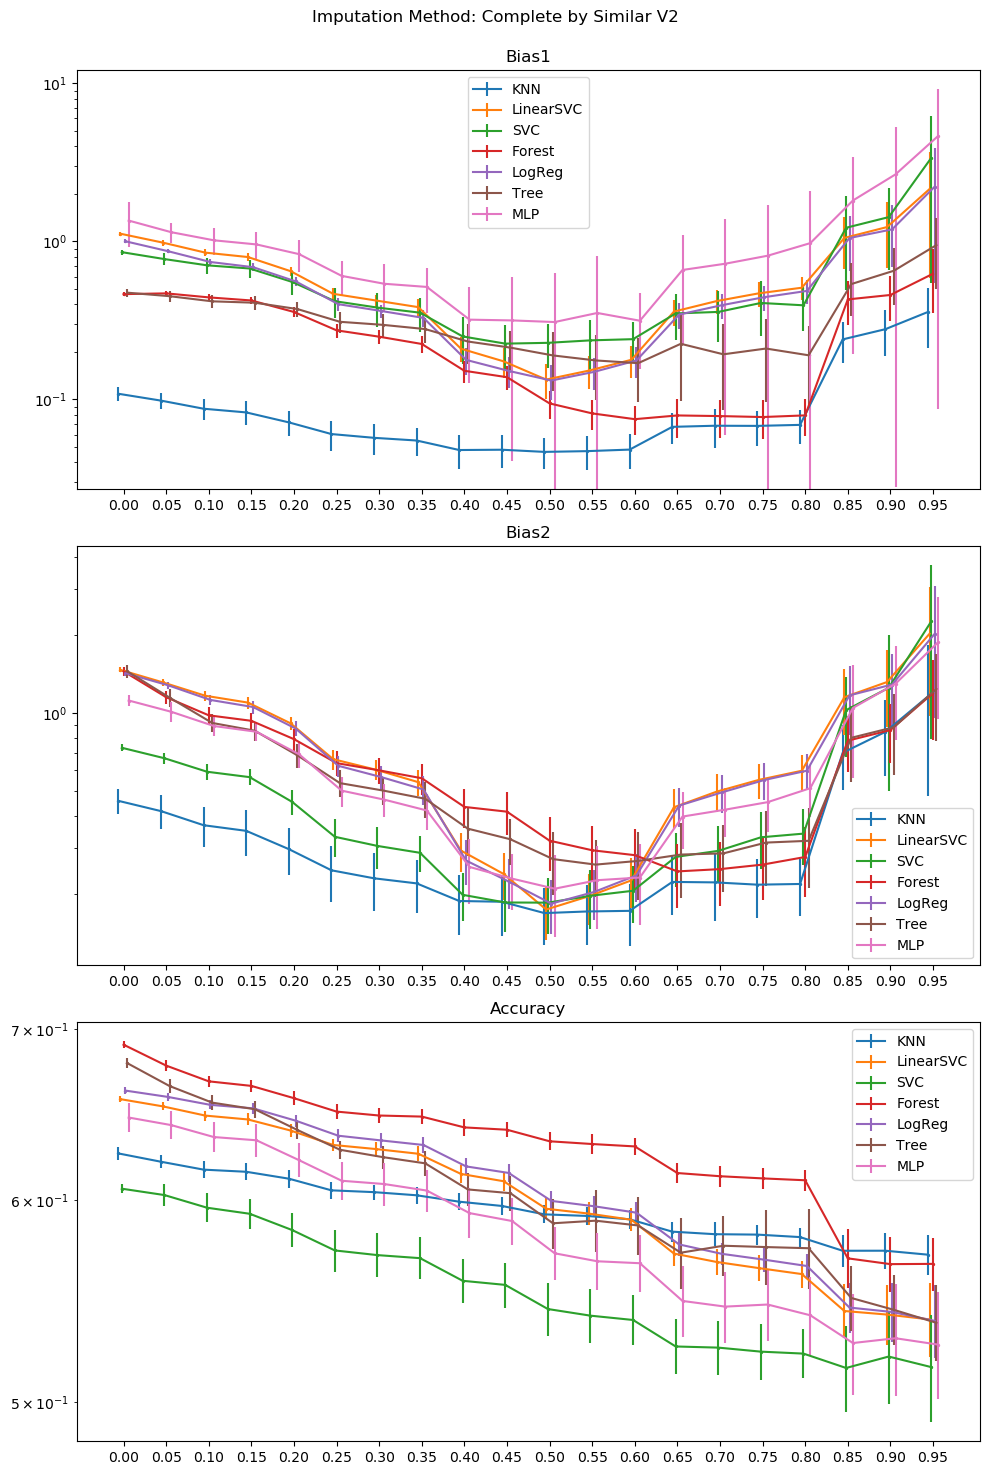 Imputation Method: Complete by Similar V2
Bias1
10^1
10^0
10^-1
KNN
LinearSVC
SVC
Forest
LogReg
Tree
MLP
0.00 0.05 0.10 0.15 0.20 0.25 0.30 0.35 0.40 0.45 0.50 0.55 0.60 0.65 0.70 0.75 0.80 0.85 0.90 0.95
Bias2
10^0
KNN
LinearSVC
SVC
Forest
LogReg
Tree
MLP
0.00 0.05 0.10 0.15 0.20 0.25 0.30 0.35 0.40 0.45 0.50 0.55 0.60 0.65 0.70 0.75 0.80 0.85 0.90 0.95
Accuracy
7 × 10^-1
6 × 10^-1
5 × 10^-1
KNN
LinearSVC
SVC
Forest
LogReg
Tree
MLP
0.00 0.05 0.10 0.15 0.20 0.25 0.30 0.35 0.40 0.45 0.50 0.55 0.60 0.65 0.70 0.75 0.80 0.85 0.90 0.95